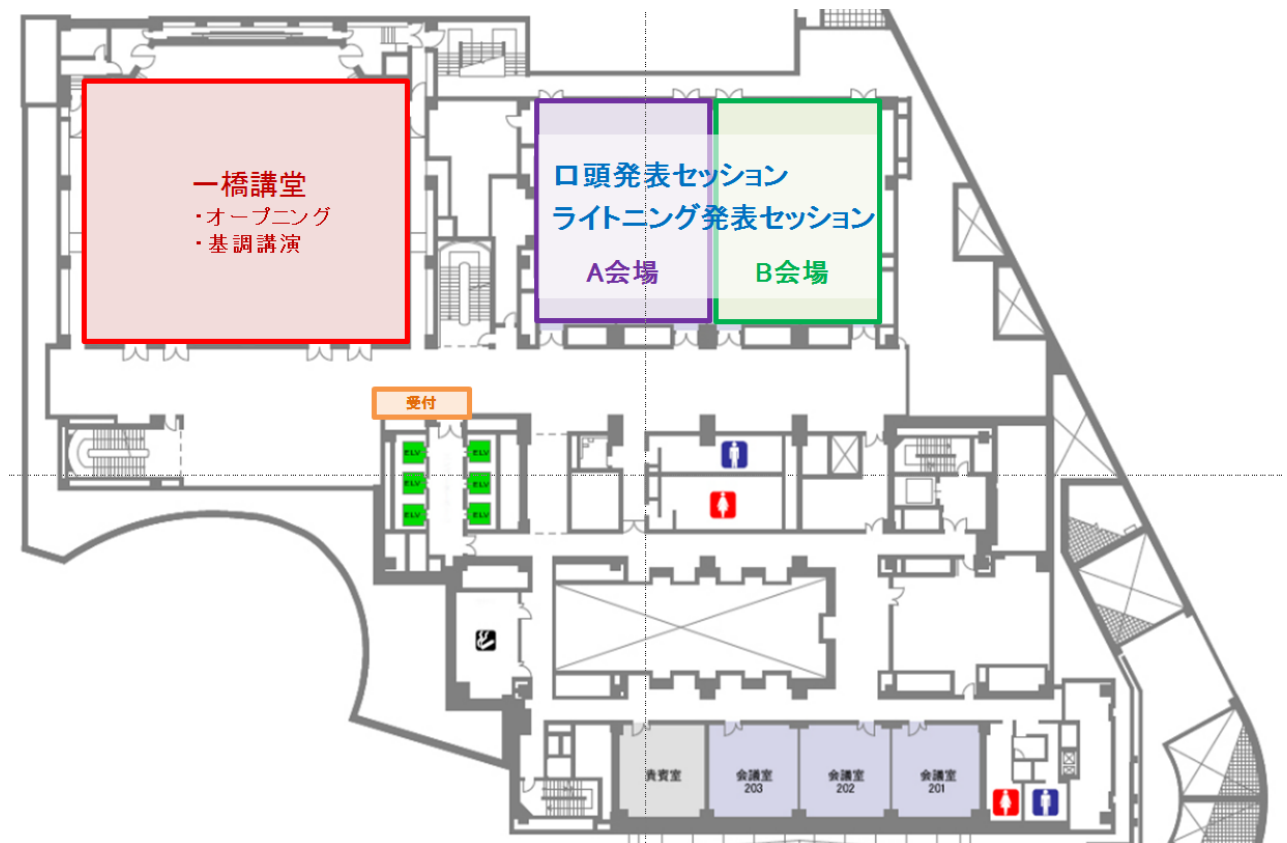 一橋講堂
・オープニング
・基調講演
口頭発表セッション
ライトニング発表セッション
A会場
B会場
受付
ELV
ELV
ELV
ELV
ELV
ELV
貴賓室
会議室
203
会議室
202
会議室
201